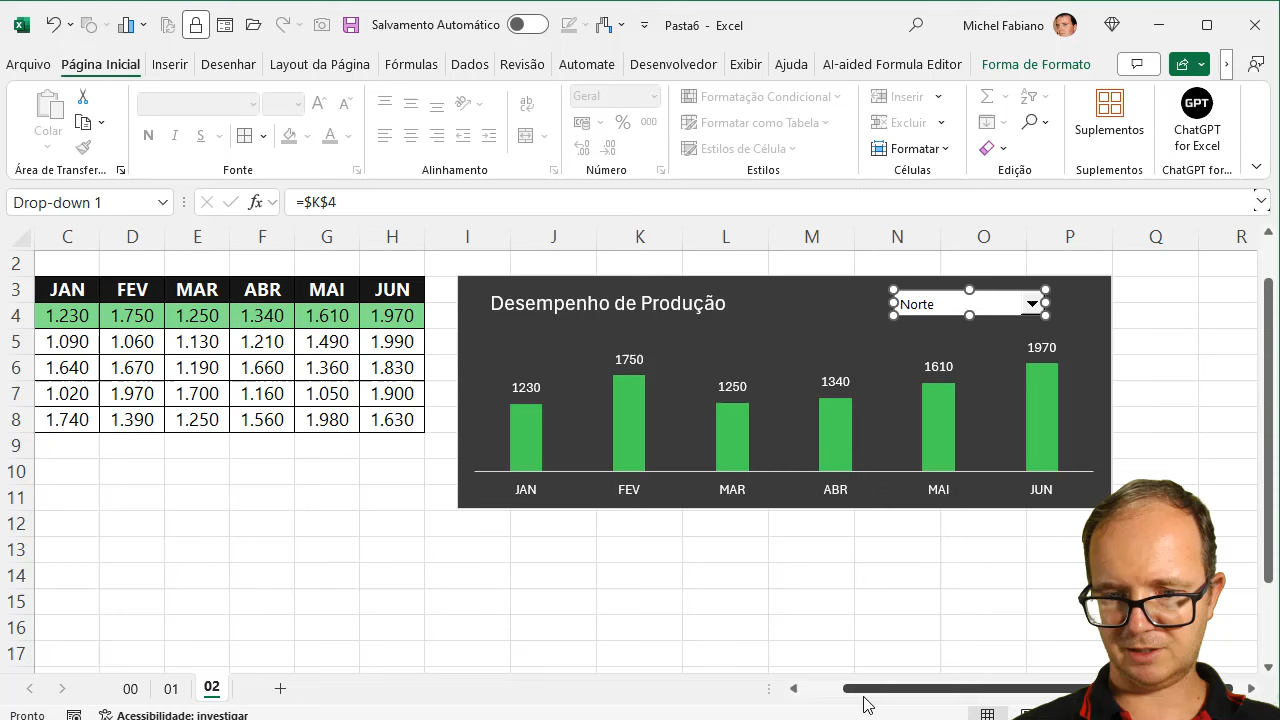 Salvamento Automático
Pasta6 - Excel
Michel Fabiano
Arquivo
Página Inicial
Inserir
Desenhar
Layout da Página
Fórmulas
Dados
Revisão
Automate
Desenvolvedor
Exibir
Ajuda
AI-aided Formula Editor
Forma de Formato
Colar
Área de Transfer...
N I S
Fonte
ab
Alinhamento
Geral
% 000
Número
Formatação Condicional
Formatar como Tabela
Estilos de Célula
Estilos
Inserir
Excluir
Formatar
Células
Edição
Suplementos
Suplementos
GPT
ChatGPT
for Excel
ChatGPT for...
Drop-down 1
fx
=$K$4
C D E F G H I J K L M N O P Q R
2
3 JAN FEV MAR ABR MAI JUN
4 1.230 1.750 1.250 1.340 1.610 1.970
5 1.090 1.060 1.130 1.210 1.490 1.990
6 1.640 1.670 1.190 1.660 1.360 1.830
7 1.020 1.970 1.700 1.160 1.050 1.900
8 1.740 1.390 1.250 1.560 1.980 1.630
9
10
11
12
13
14
15
16
17
Desempenho de Produção
Norte
1230 1750 1250 1340 1610 1970
JAN FEV MAR ABR MAI JUN
00 01 02
Pronto
Acessibilidade: investigar